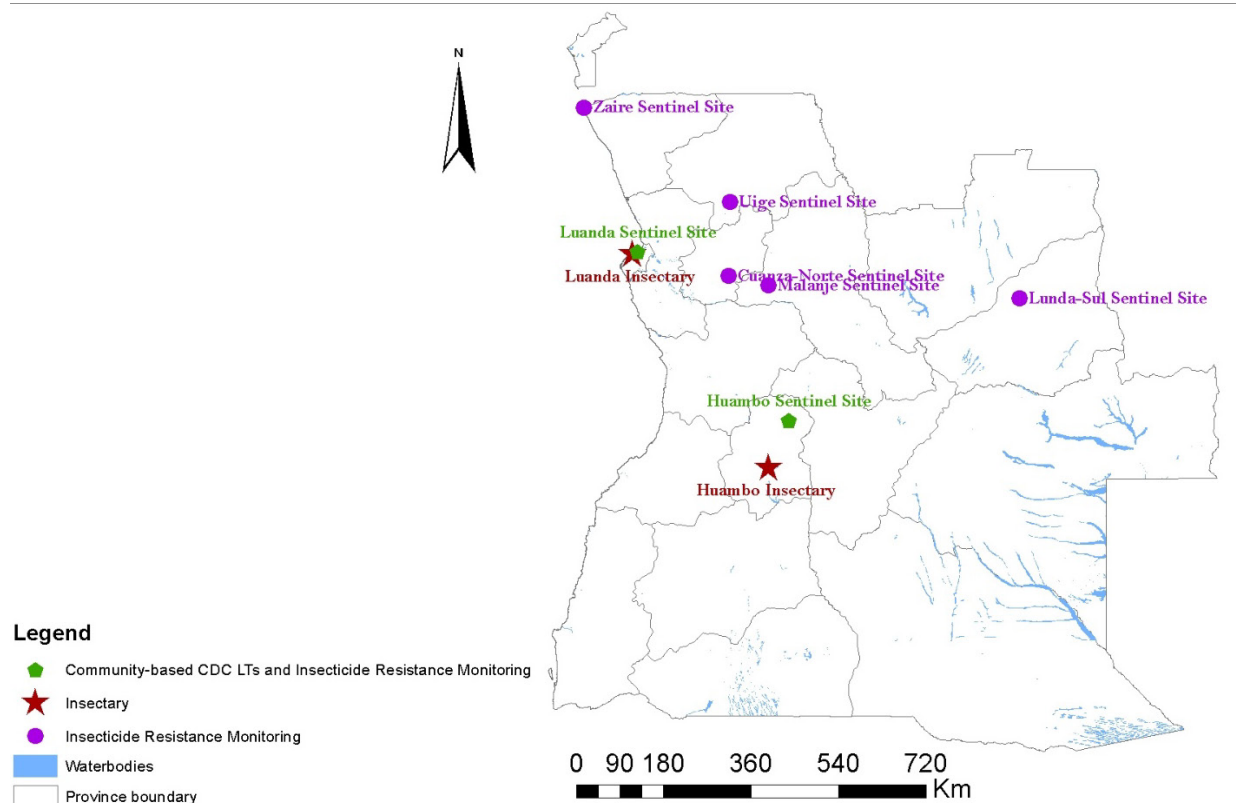 N
Zaire Sentinel Site
Uige Sentinel Site
Luanda Sentinel Site
Luanda Insectary
Cuanza-Norte Sentinel Site
Malanje Sentinel Site
Lunda-Sul Sentinel Site
Huambo Sentinel Site
Huambo Insectary
Legend
Community-based CDC LTs and Insecticide Resistance Monitoring
Insectary
Insecticide Resistance Monitoring
Waterbodies
Province boundary
0 90 180 360 540 720
Km